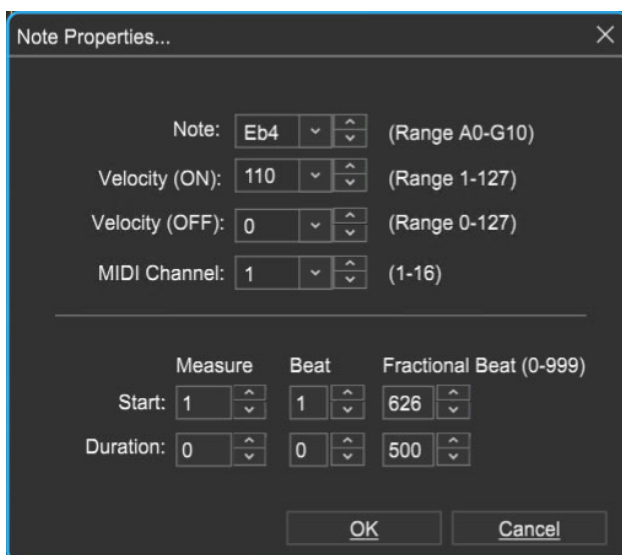 Note Properties...
Note: Eb4 (Range A0-G10)
Velocity (ON): 110 (Range 1-127)
Velocity (OFF): 0 (Range 0-127)
MIDI Channel: 1 (1-16)
Measure Beat Fractional Beat (0-999)
Start: 1 1 626
Duration: 0 0 500
OK Cancel